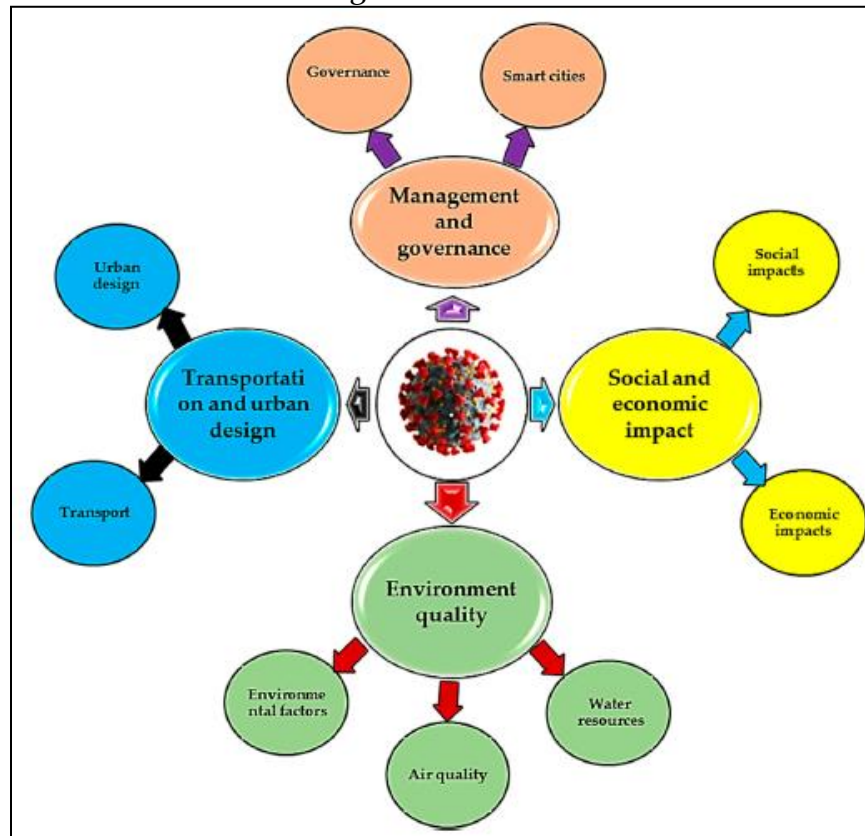 Governance
Smart cities
Management
and
governance
Urban
design
Social
impacts
Transportati
on and urban
design
Social and
economic
impact
Transport
Economic
impacts
Environment
quality
Environme
ntal factors
Water
resources
Air quality